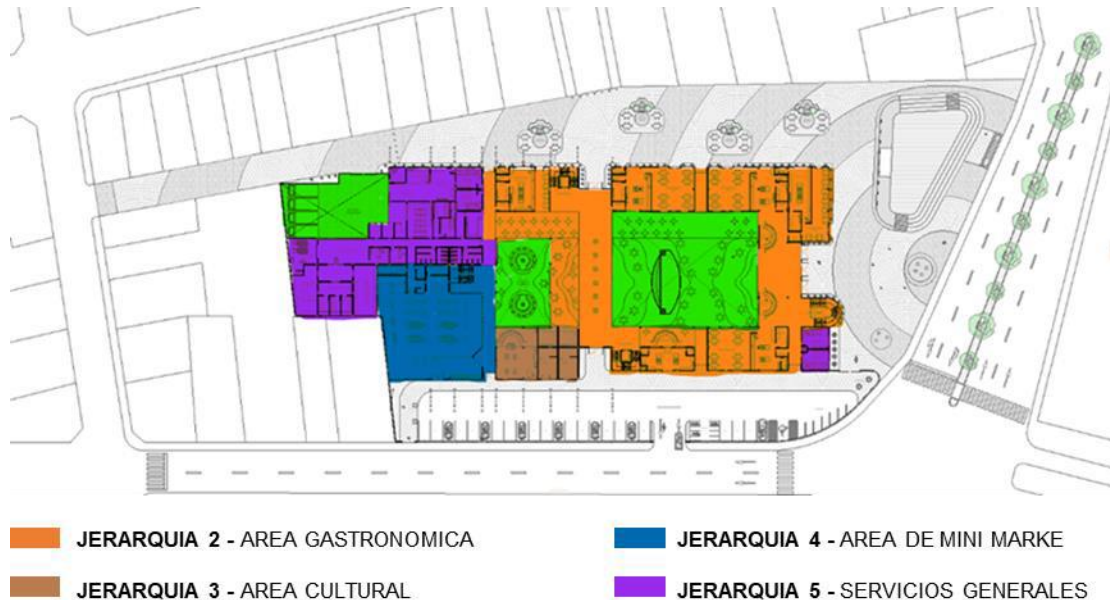 JERARQUIA 2 - AREA GASTRONOMICA
JERARQUIA 4 - AREA DE MINI MARKE
JERARQUIA 3 - AREA CULTURAL
JERARQUIA 5 - SERVICIOS GENERALES